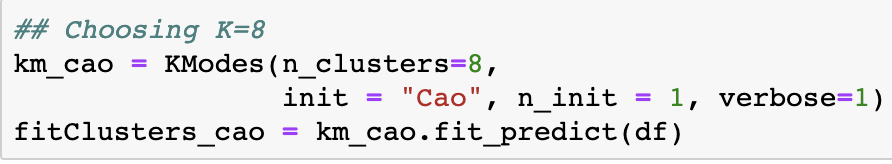 ## Choosing K=8
km_cao = KModes(n_clusters=8,
init = "Cao", n_init = 1, verbose=1)
fitClusters_cao = km_cao.fit_predict(df)